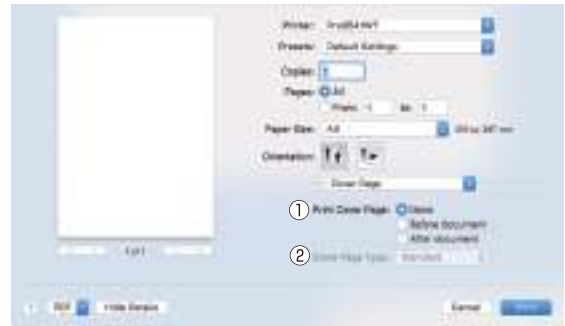 Printer:
Presets: Default Settings
Copies: 1
Pages: All
From: 1 to: 1
Paper Size: A4
Orientation:
Cover Page
① Print Cover Page: None
Before document
After document
② Cover Page Type: Standard
1 of 1
PDF Hide Details Cancel Print